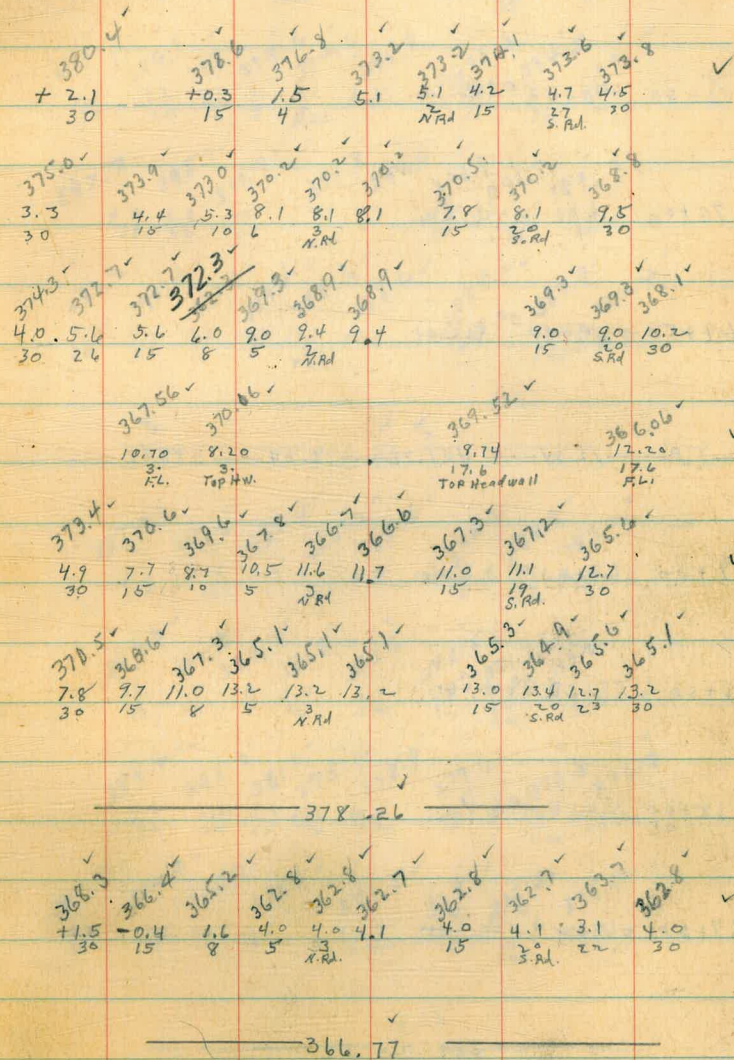 380.4 378.6 376.8 373.2 373.2 374.1 373.6 373.8
+ 2.1 +0.3 1.5 5.1 5.1 4.2 4.7 4.5
30 15 4 2 15 27 30
N Rd S. Rd.
375.0 373.9 373.0 370.2 370.2 370.2 370.5 370.2 368.8
3.3 4.4 5.3 8.1 8.1 8.1 7.8 8.1 9.5
30 15 10 6 3 15 20 30
N.Rd S.Rd
374.3 372.7 372.7 372.3 369.3 368.9 368.9 369.3 369.3 368.1
4.0 5.6 5.6 6.0 9.0 9.4 9.4 9.0 9.0 10.2
30 26 15 8 5 2 15 20 30
N.Rd S.Rd
367.56 370.06 369.52 366.06
10.70 8.20 8.74 12.20
3. 3. 17.6 17.6
F.L. Top H.W. Top Headwall F.L.
373.4 370.6 369.6 367.8 366.7 366.6 367.3 367.2 365.6
4.9 7.7 8.7 10.5 11.6 11.7 11.0 11.1 12.7
30 15 10 5 3 15 19 30
N Rd S.Rd.
370.5 368.6 367.3 365.1 365.1 365.1 365.3 364.9 365.6 365.1
7.8 9.7 11.0 13.2 13.2 13.2 13.0 13.4 12.7 13.2
30 15 8 5 3 15 20 23 30
N.Rd S.Rd
378.26
368.3 366.4 365.2 362.8 362.8 362.7 362.8 362.7 363.7 362.8
+1.5 -0.4 1.6 4.0 4.0 4.1 4.0 4.1 3.1 4.0
30 15 8 5 3 15 20 22 30
N.Rd. S.Rd.
366.77